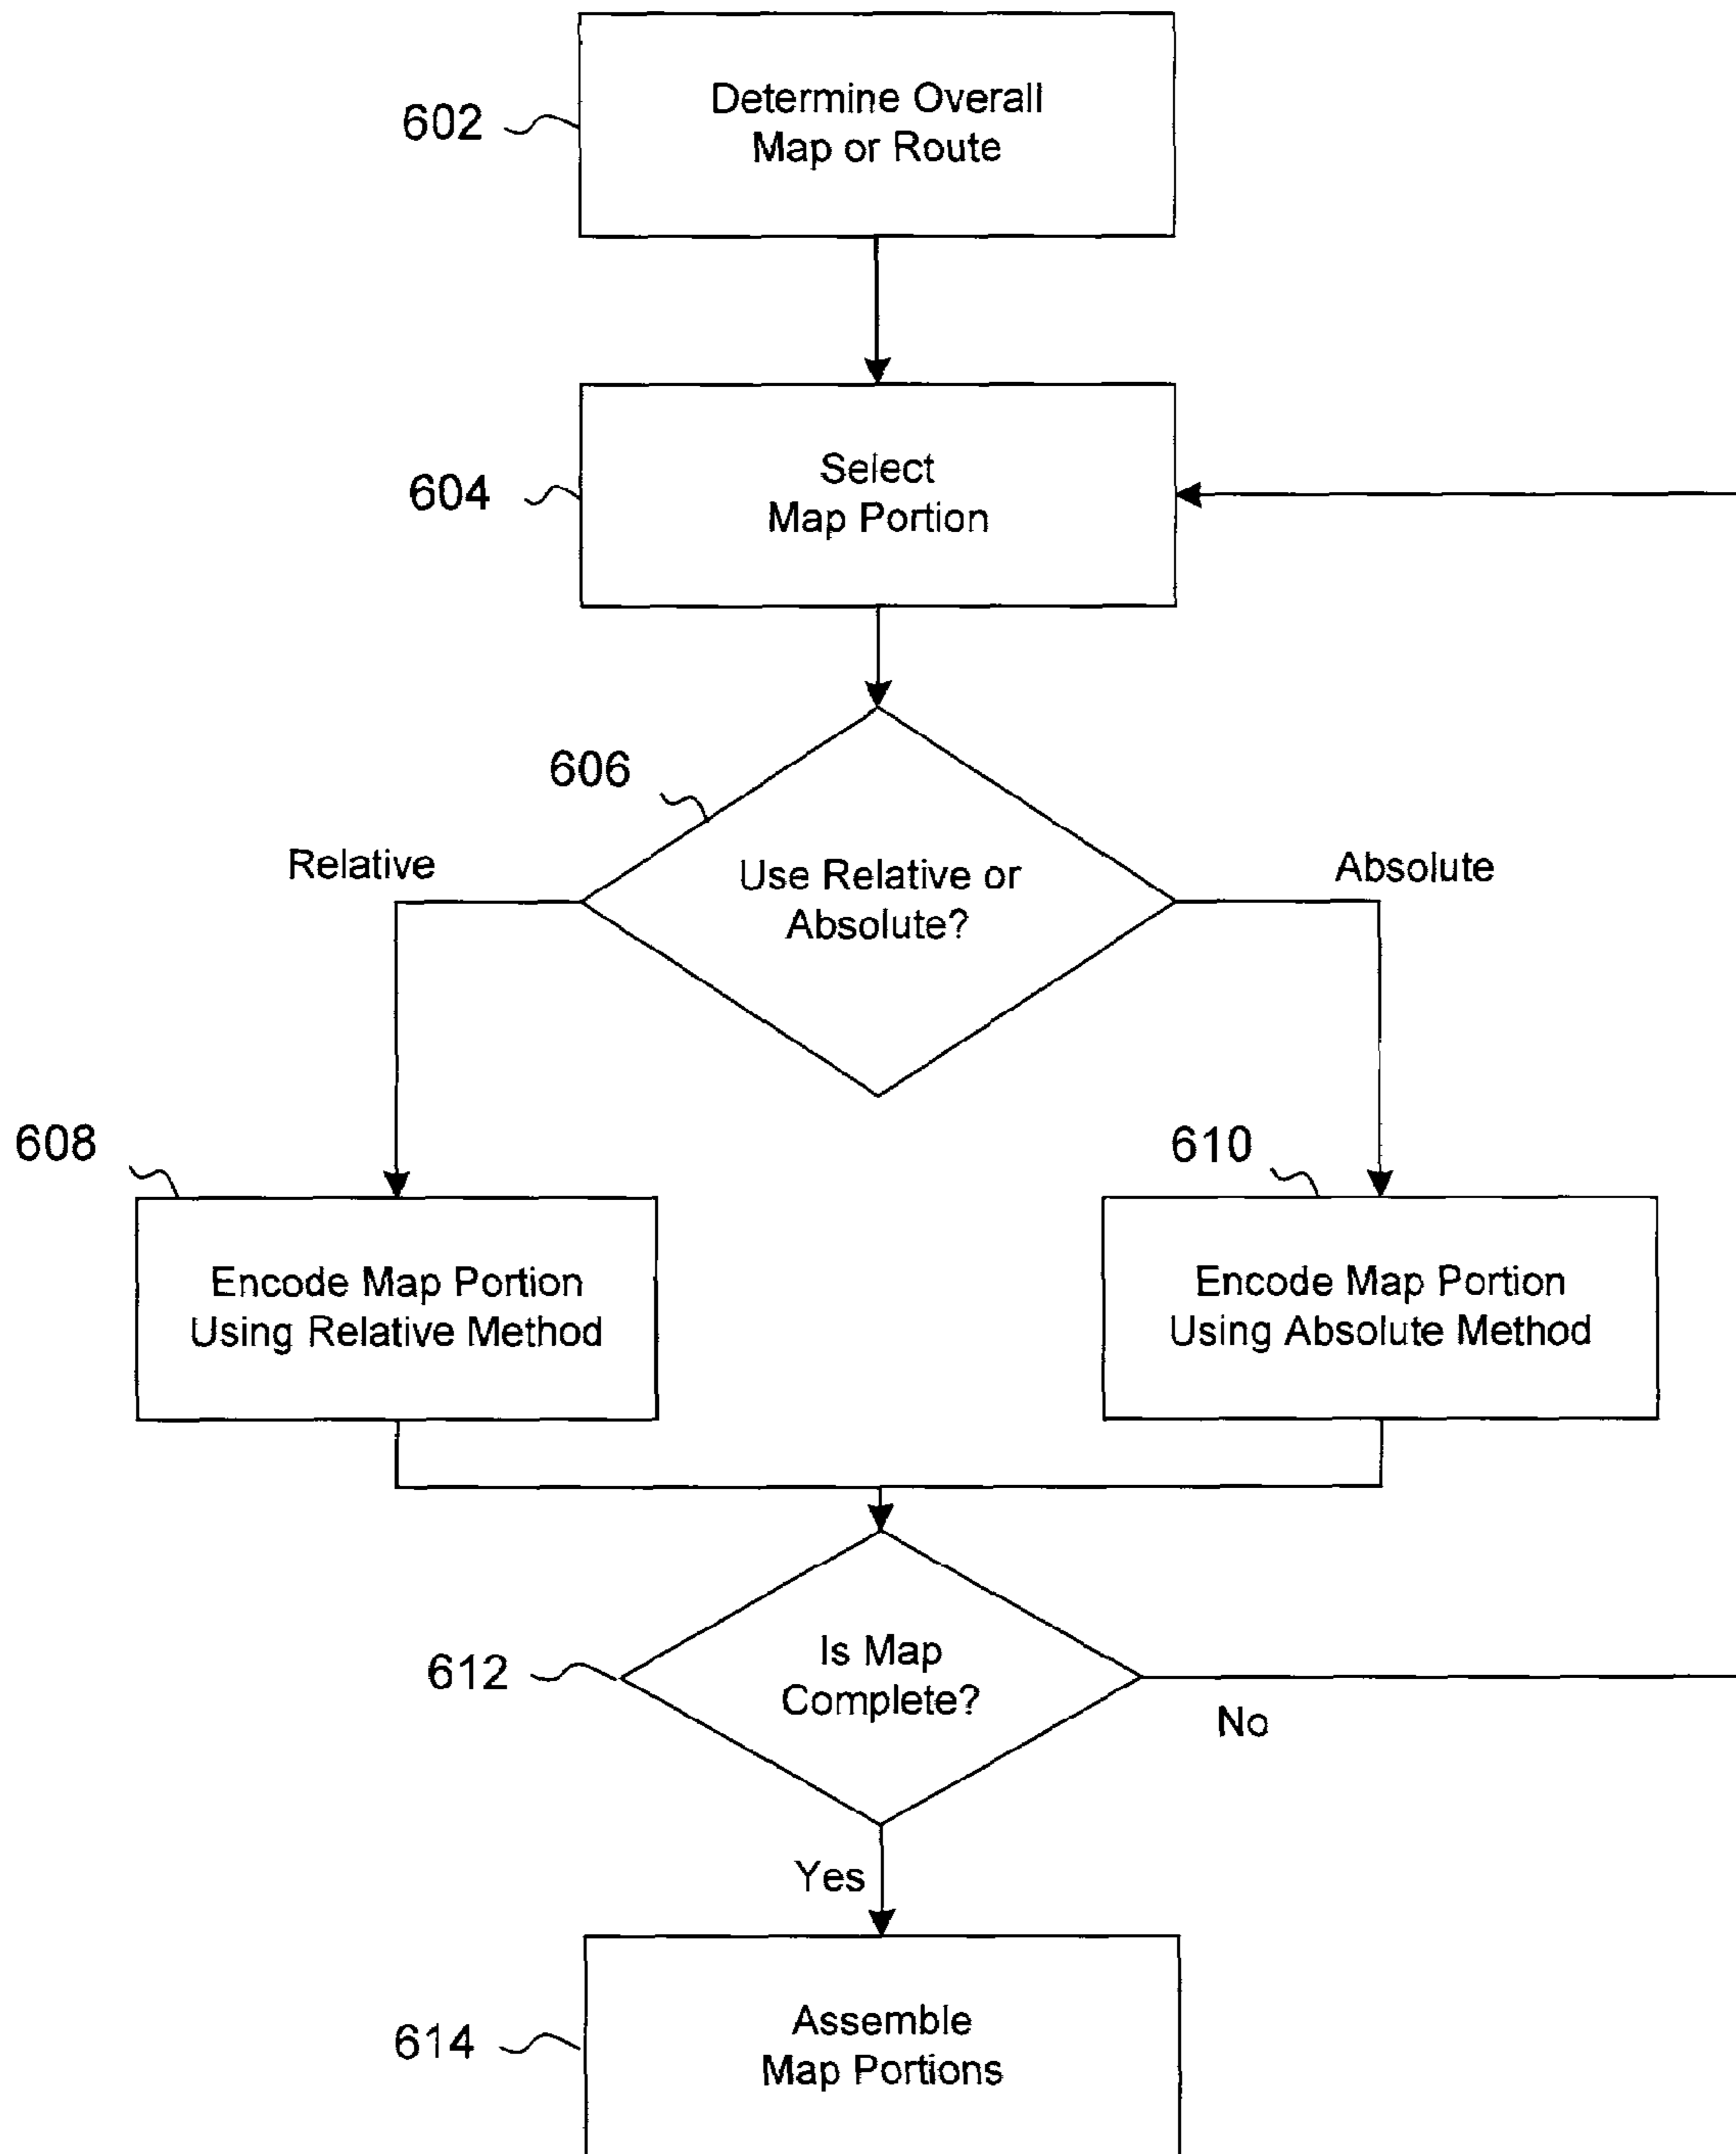 602
Determine Overall
Map or Route
604
Select
Map Portion
606
Use Relative or
Absolute?
Relative
Absolute
608
Encode Map Portion
Using Relative Method
610
Encode Map Portion
Using Absolute Method
612
Is Map
Complete?
No
Yes
614
Assemble
Map Portions